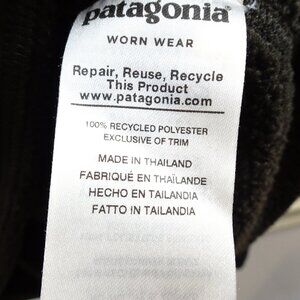 patagonia®
WORN WEAR
Repair, Reuse, Recycle
This Product
www.patagonia.com
100% RECYCLED POLYESTER
EXCLUSIVE OF TRIM
MADE IN THAILAND
FABRIQUÉ EN THAÏLANDE
HECHO EN TAILANDIA
FATTO IN TAILANDIA